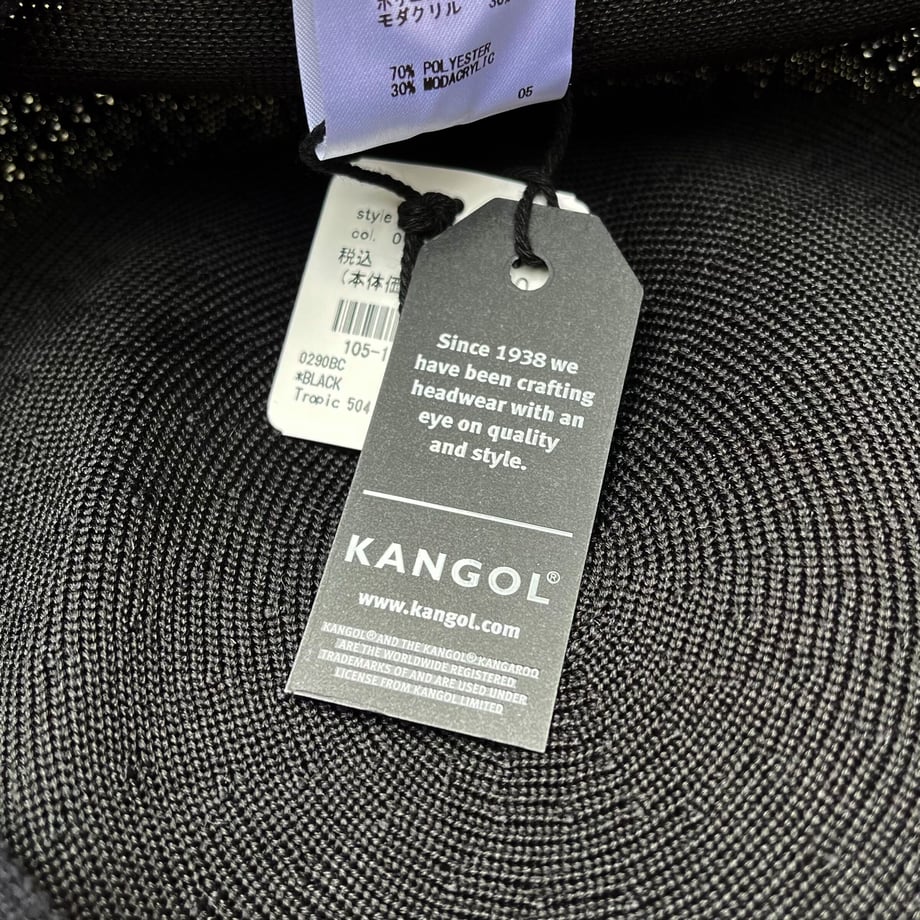 モダクリル
70% POLYESTER
30% MODACRYLIC
05
style
col. 0
税込
(本体価
105-1
0290BC
*BLACK
Tropic 504
Since 1938 we
have been crafting
headwear with an
eye on quality
and style.
KANGOL®
www.kangol.com
KANGOL® AND THE KANGOL® KANGAROO
ARE THE WORLDWIDE REGISTERED
TRADEMARKS OF AND ARE USED UNDER
LICENSE FROM KANGOL LIMITED